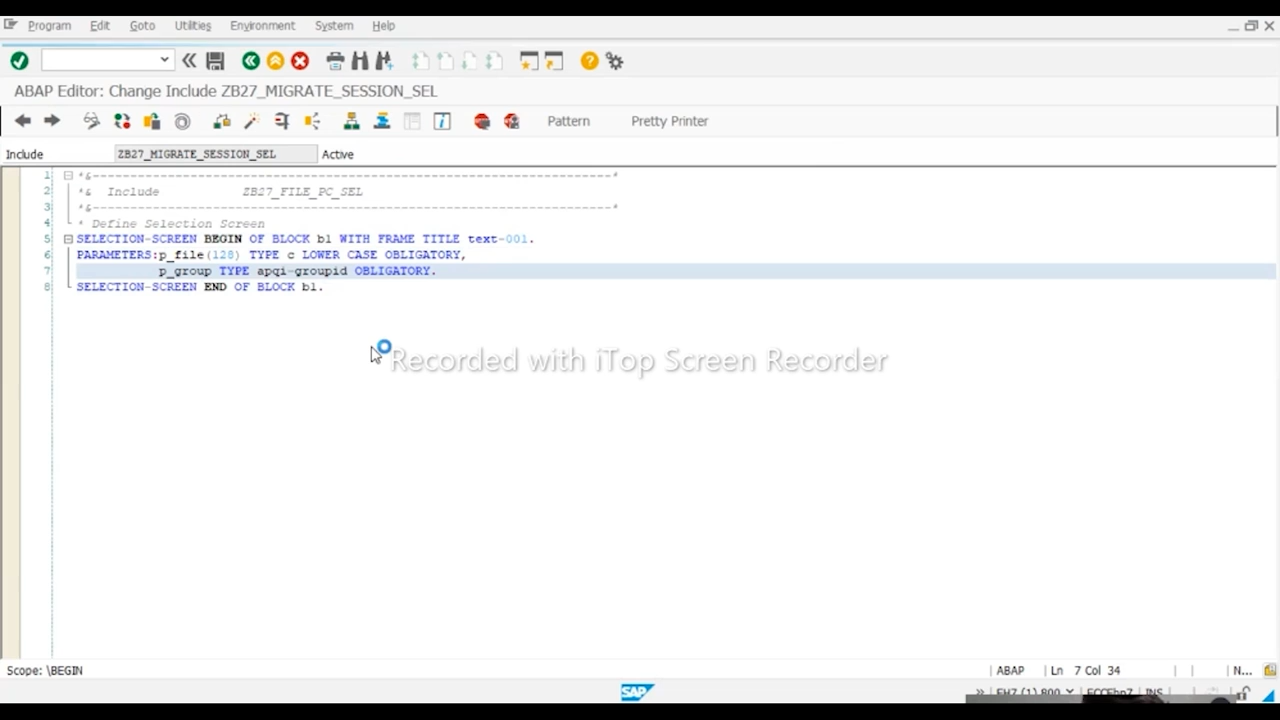 Program Edit Goto Utilities Environment System Help
ABAP Editor: Change Include ZB27_MIGRATE_SESSION_SEL
Pattern Pretty Printer
Include ZB27_MIGRATE_SESSION_SEL Active
1 *&---------------------------------------------------------------------*
2 *& Include ZB27_FILE_PC_SEL
3 *&---------------------------------------------------------------------*
4 * Define Selection Screen
5 SELECTION-SCREEN BEGIN OF BLOCK b1 WITH FRAME TITLE text-001.
6 PARAMETERS:p_file(128) TYPE c LOWER CASE OBLIGATORY,
7 p_group TYPE apqi-groupid OBLIGATORY.
8 SELECTION-SCREEN END OF BLOCK b1.
Recorded with iTop Screen Recorder
Scope: \BEGIN ABAP Ln 7 Col 34 N...
SAP